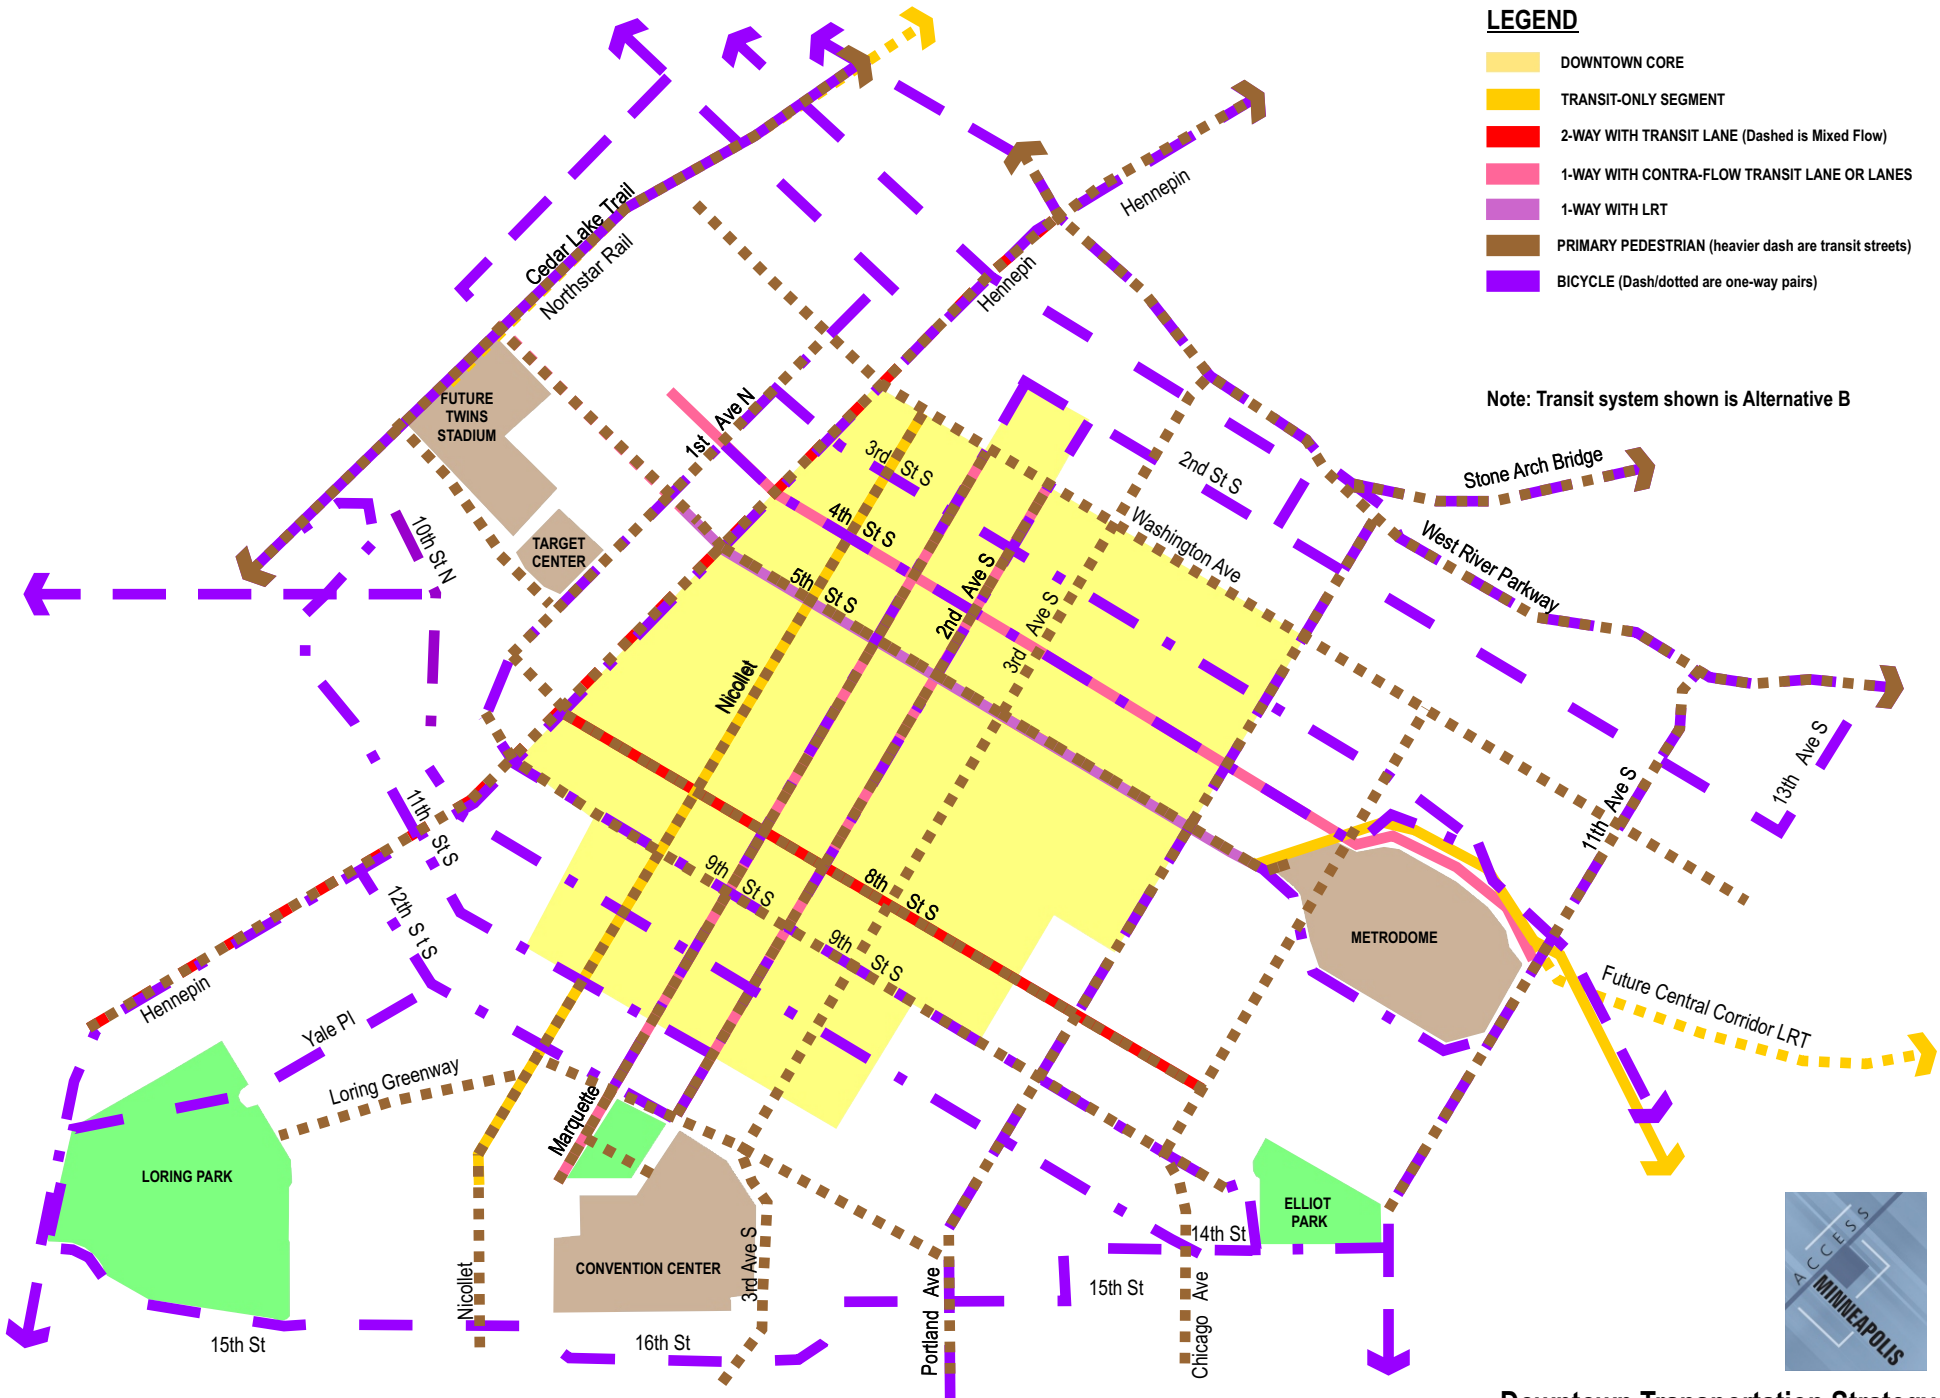 LEGEND
DOWNTOWN CORE
TRANSIT-ONLY SEGMENT
2-WAY WITH TRANSIT LANE (Dashed is Mixed Flow)
1-WAY WITH CONTRA-FLOW TRANSIT LANE OR LANES
1-WAY WITH LRT
PRIMARY PEDESTRIAN (heavier dash are transit streets)
BICYCLE (Dash/dotted are one-way pairs)
Note: Transit system shown is Alternative B
Cedar Lake Trail
Northstar Rail
Hennepin
Hennepin
FUTURE
TWINS
STADIUM
TARGET
CENTER
1st Ave N
10th St N
3rd St S
4th St S
5th St S
2nd Ave S
3rd Ave S
2nd St S
Washington Ave
Stone Arch Bridge
West River Parkway
Nicollet
13th Ave S
11th Ave S
11th St S
12th St S
9th St S
8th St S
9th St S
METRODOME
Future Central Corridor LRT
Hennepin
Yale Pl
Loring Greenway
Marquette
LORING PARK
ELLIOT
PARK
CONVENTION CENTER
Nicollet
3rd Ave S
14th St
15th St
15th St
16th St
Portland Ave
Chicago Ave
ACCESS
MINNEAPOLIS